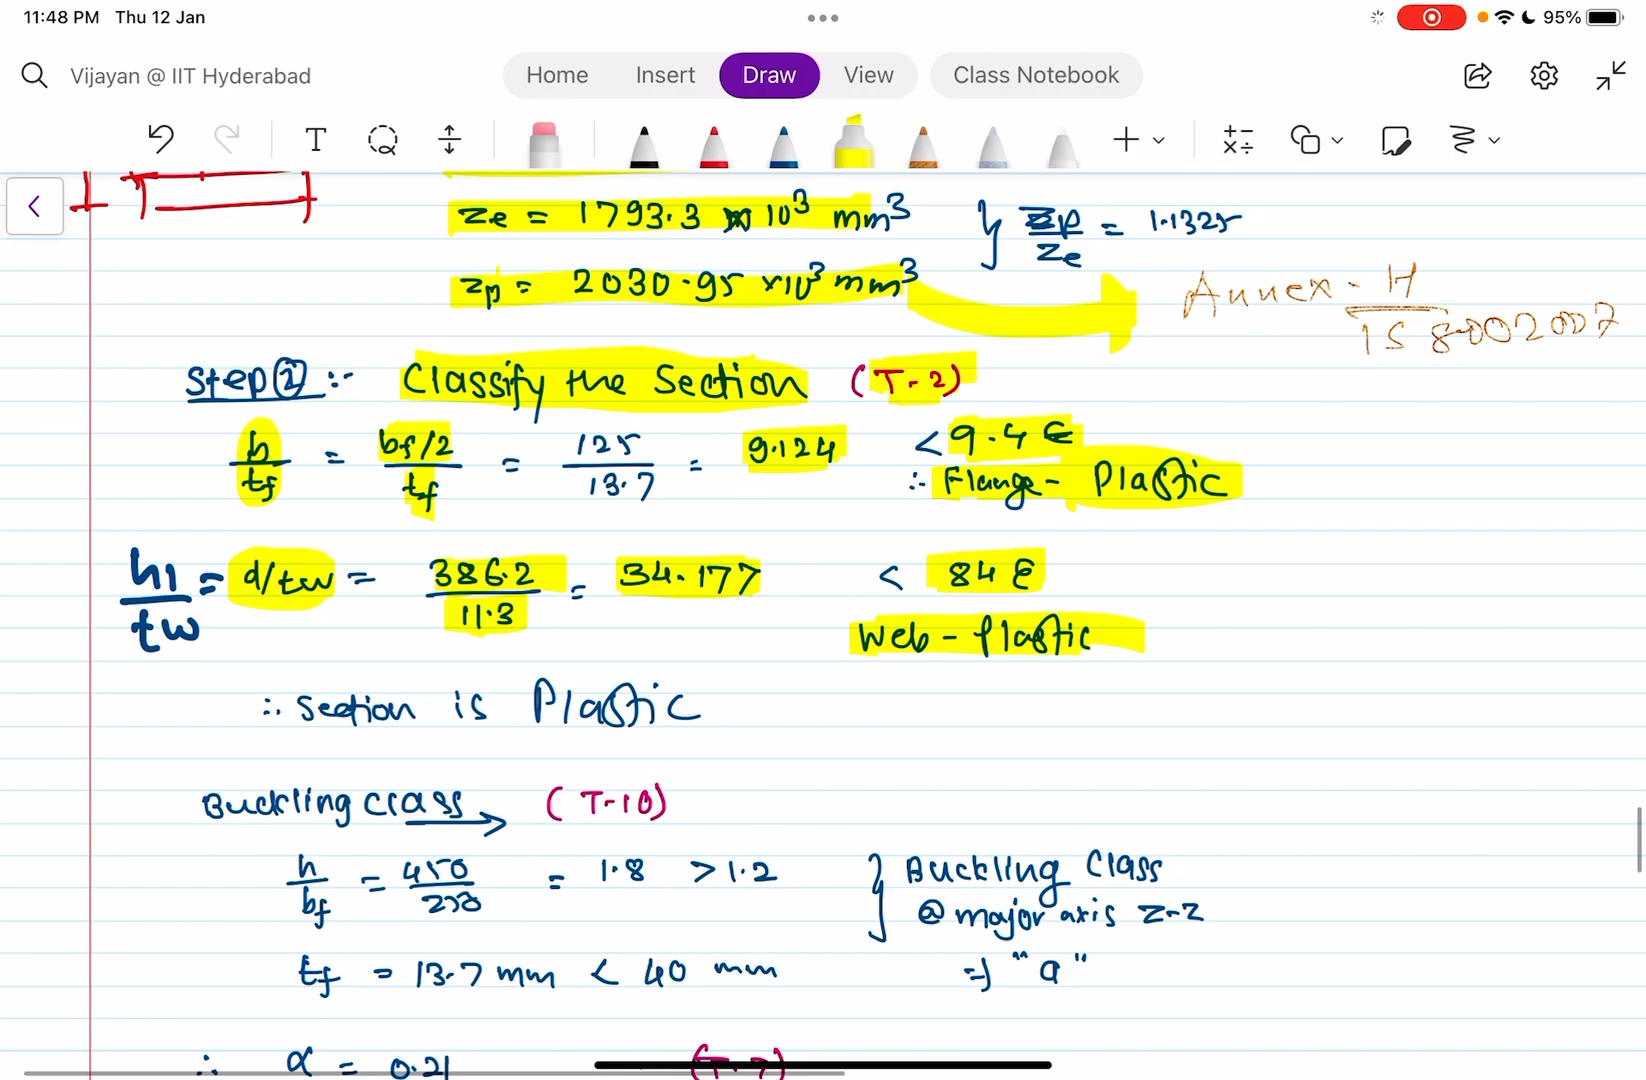 11:48 PM Thu 12 Jan
95%
Vijayan @ IIT Hyderabad
Home Insert Draw View Class Notebook
Ze = 1793.3 × 10³ mm³ } Zp/Ze = 1.1325
Zp = 2030.95 ×10³ mm³
Annex - H
IS 800 2007
Step ② :- Classify the Section (T-2)
b/tf = bf/2/tf = 125/13.7 = 9.124 < 9.4 ε
∴ Flange - Plastic
h1/tw = d/tw = 386.2/11.3 = 34.177 < 84 ε
Web - Plastic
∴ Section is Plastic
Buckling class → (T-10)
h/bf = 450/250 = 1.8 > 1.2 } Buckling Class
@ major axis Z-Z
tf = 13.7 mm < 40 mm ⇒ "a"
∴ α = 0.21 (T-7)